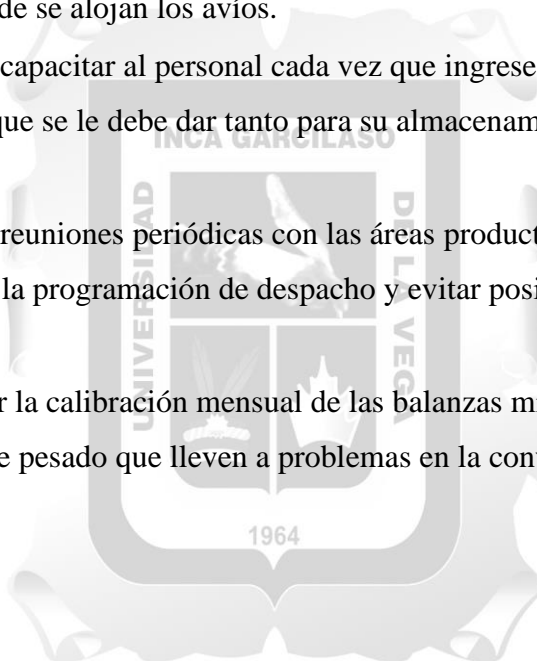 de se alojan los avíos.
capacitar al personal cada vez que ingrese
que se le debe dar tanto para su almacenam
INCA GARCILASO
UNIVERSIDAD
DE LA VEGA
reuniones periódicas con las áreas product
la programación de despacho y evitar posi
r la calibración mensual de las balanzas m
e pesado que lleven a problemas en la con
1964